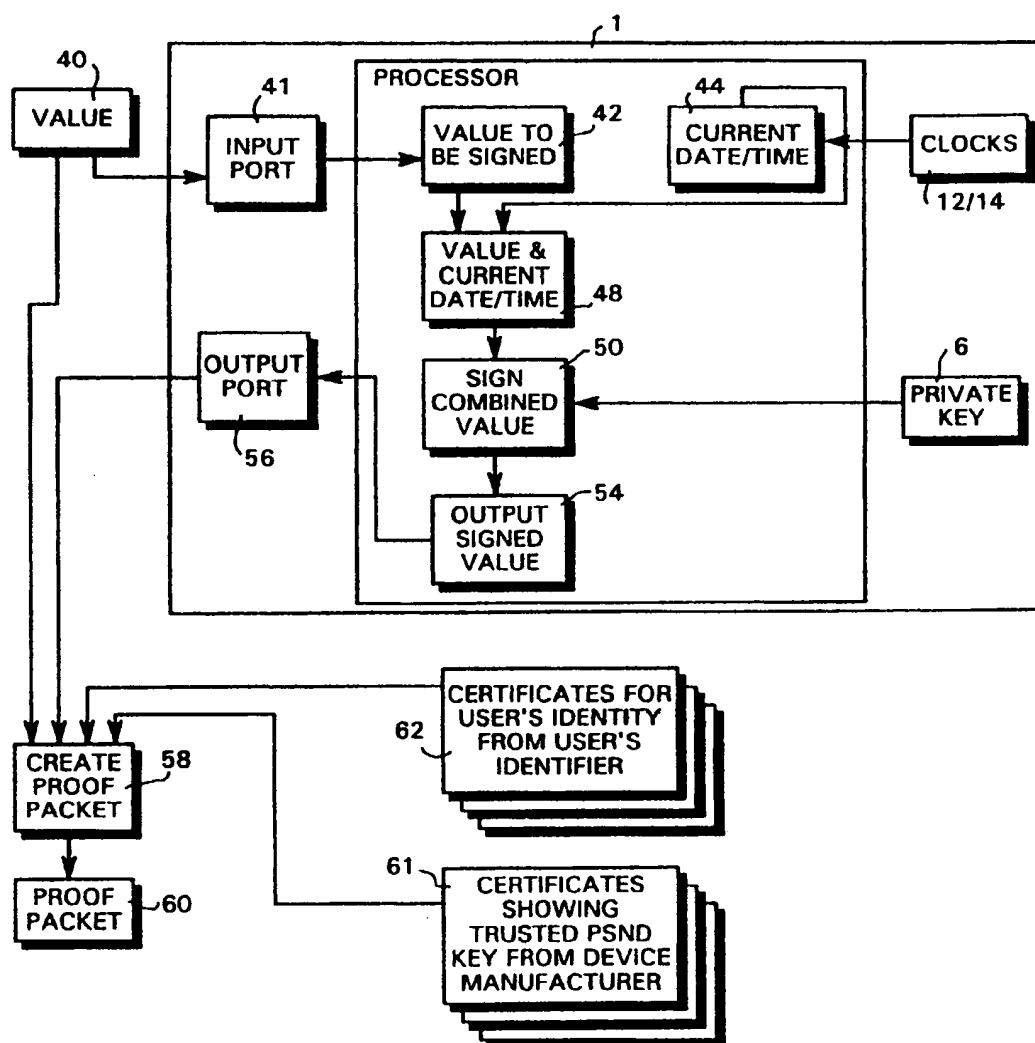 1
40
VALUE
41
INPUT
PORT
PROCESSOR
VALUE TO
BE SIGNED
42
44
CURRENT
DATE/TIME
CLOCKS
12/14
VALUE &
CURRENT
DATE/TIME
48
OUTPUT
PORT
56
50
SIGN
COMBINED
VALUE
6
PRIVATE
KEY
54
OUTPUT
SIGNED
VALUE
CERTIFICATES FOR
USER'S IDENTITY
FROM USER'S
IDENTIFIER
62
CREATE
PROOF
PACKET
58
PROOF
PACKET
60
61
CERTIFICATES
SHOWING
TRUSTED PSND
KEY FROM DEVICE
MANUFACTURER